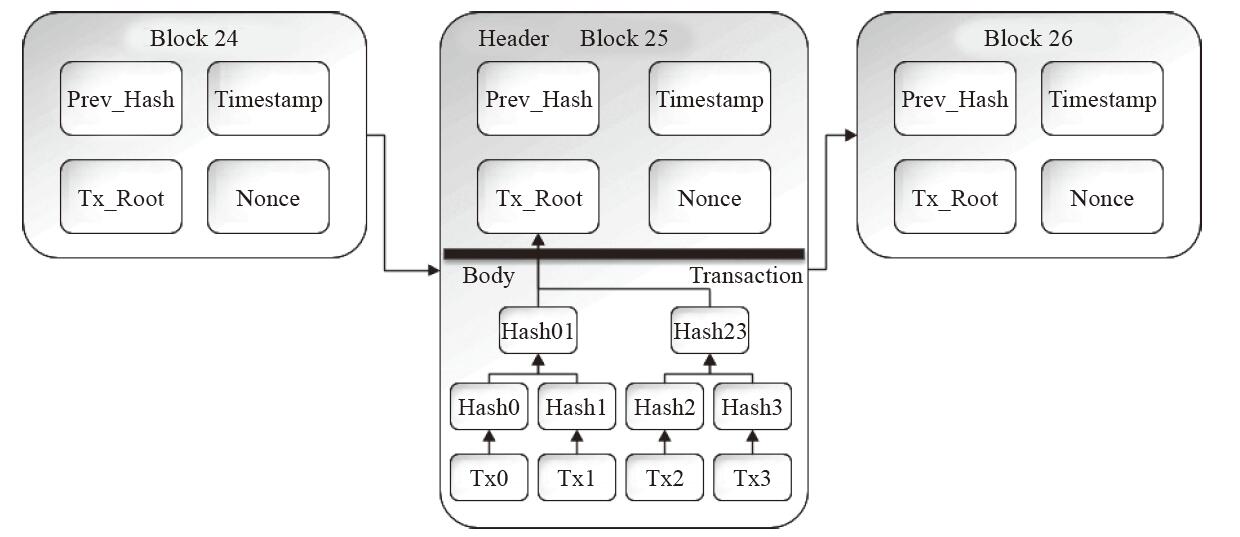 Block 24
Prev_Hash Timestamp
Tx_Root Nonce
Header Block 25
Prev_Hash Timestamp
Tx_Root Nonce
Body Transaction
Hash01 Hash23
Hash0 Hash1 Hash2 Hash3
Tx0 Tx1 Tx2 Tx3
Block 26
Prev_Hash Timestamp
Tx_Root Nonce